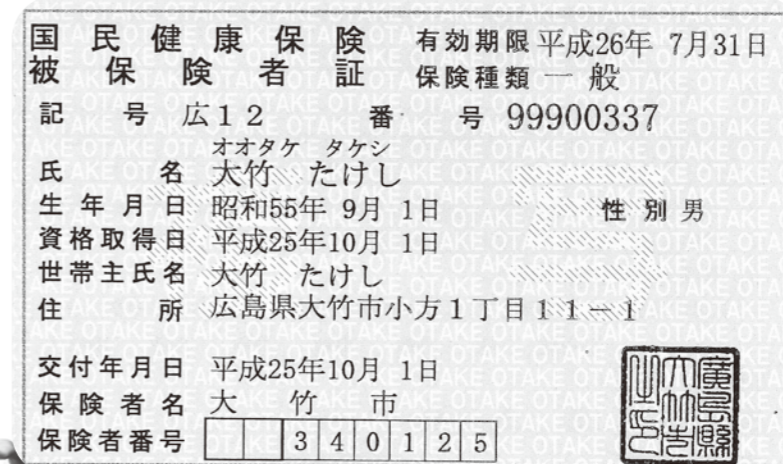 国民健康保険 有効期限 平成26年 7月31日
被保険者証 保険種類 一般
記号 広12 番号 99900337
オオタケ タケシ
氏名 大竹 たけし
生年月日 昭和55年 9月 1日 性別 男
資格取得日 平成25年10月 1日
世帯主氏名 大竹 たけし
住所 広島県大竹市小方1丁目11-1
交付年月日 平成25年10月 1日
保険者名 大竹市
保険者番号 340125